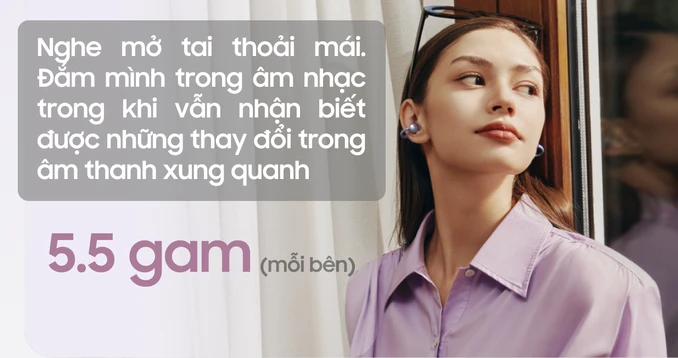 Nghe mở tai thoải mái.
Đắm mình trong âm nhạc
trong khi vẫn nhận biết
được những thay đổi trong
âm thanh xung quanh
5.5 gam (mỗi bên)